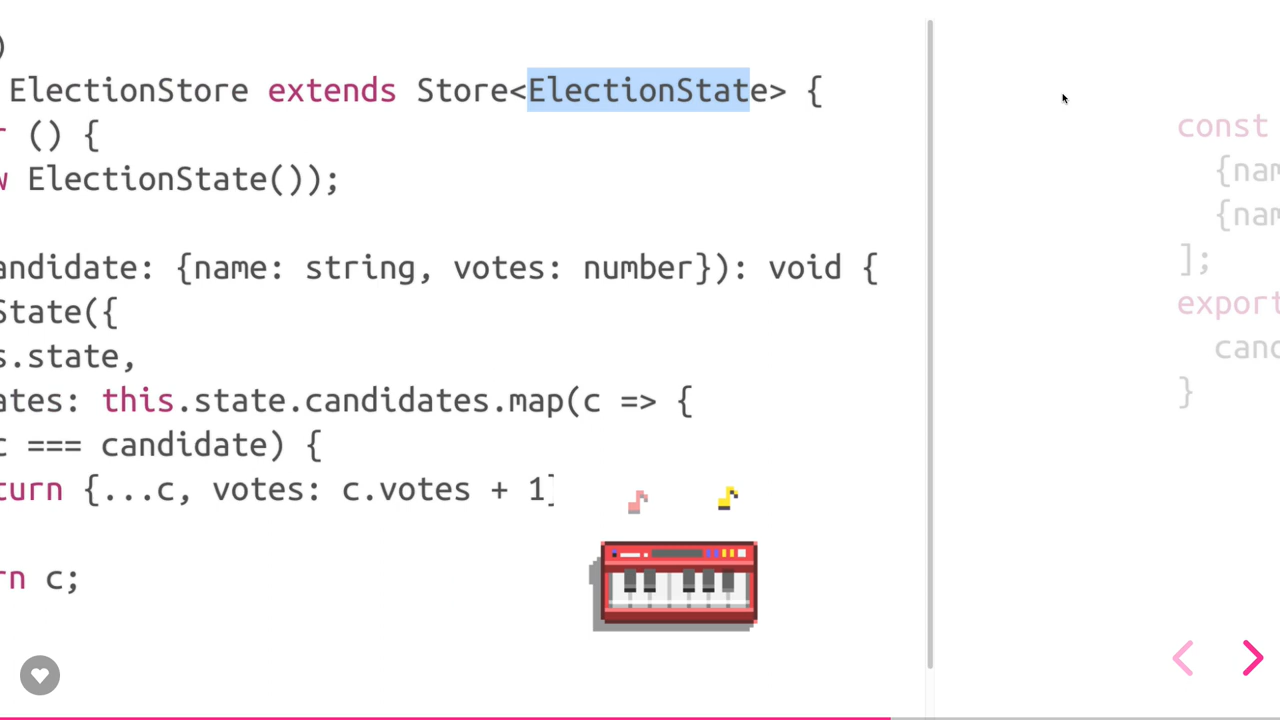 )
ElectionStore extends Store<ElectionState> {
r () {
w ElectionState());
andidate: {name: string, votes: number}): void {
State({
s.state,
ates: this.state.candidates.map(c => {
c === candidate) {
turn {...c, votes: c.votes + 1}
rn c;
const
{nam
{nam
];
export
cand
}